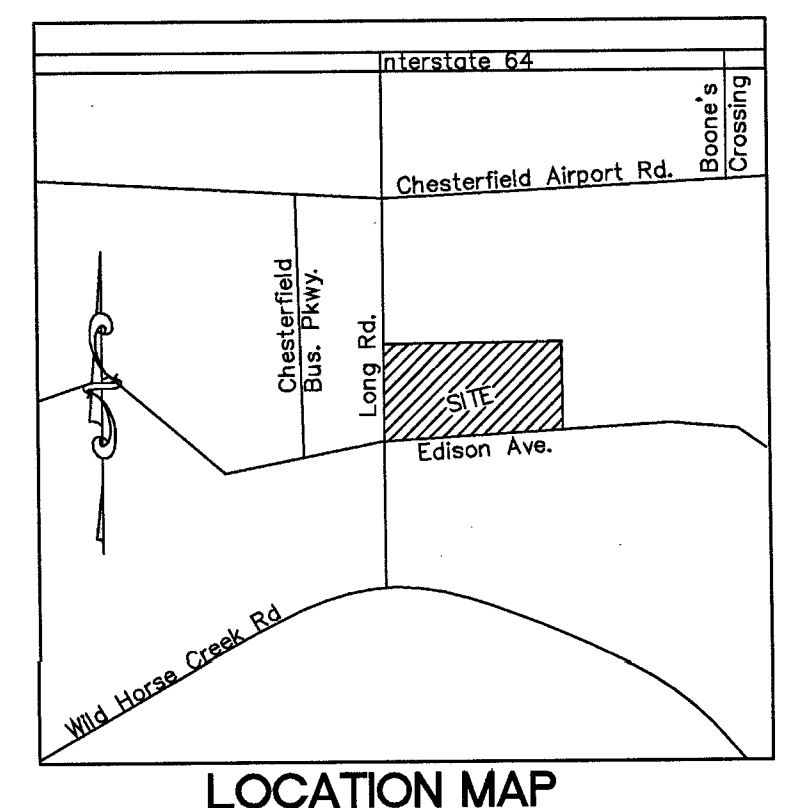 nterstate 64
Boone's
Crossing
Chesterfield Airport Rd.
Chesterfield
Bus. Pkwy.
Long Rd.
SITE
Edison Ave.
Wild Horse Creek Rd
LOCATION MAP